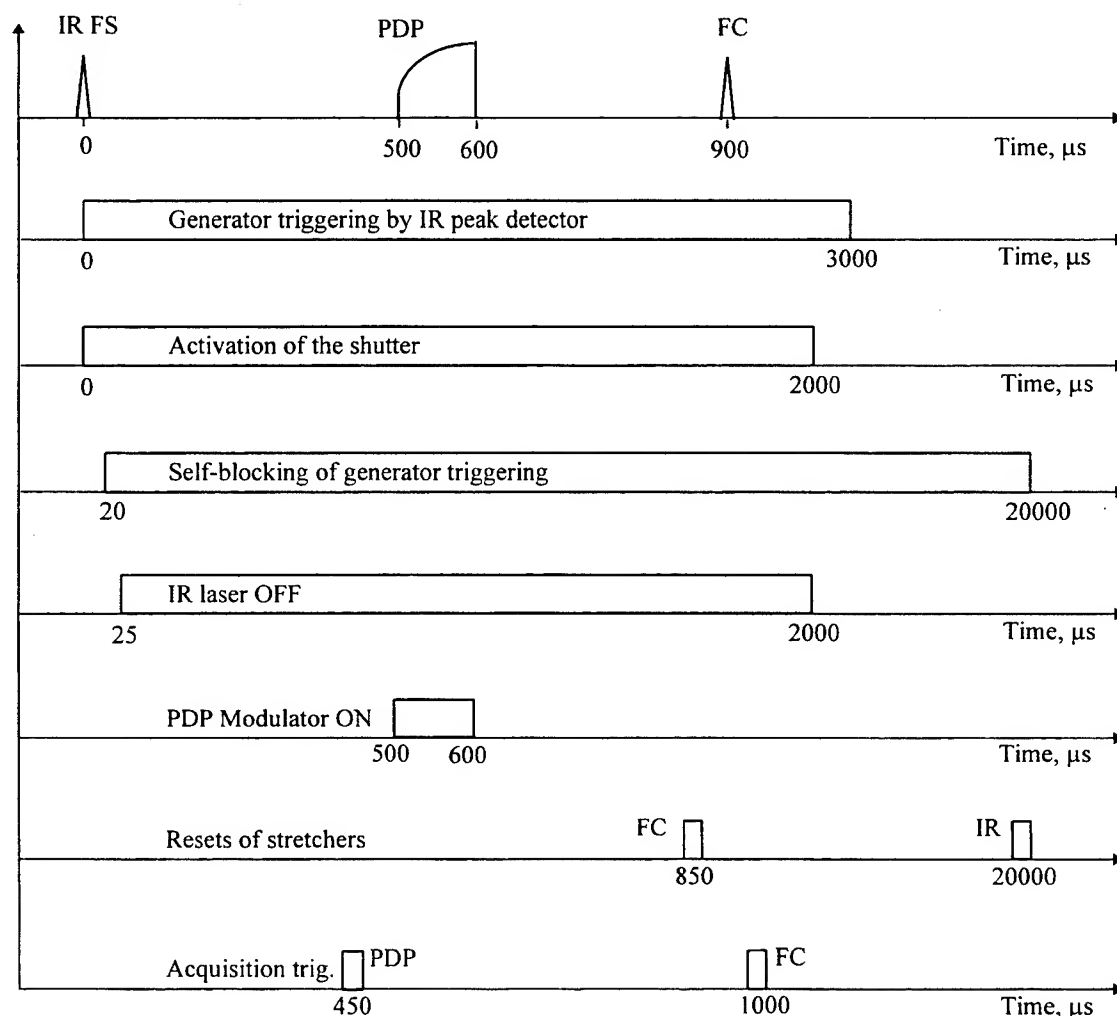 IR FS PDP FC
0 500 600 900 Time, μs
Generator triggering by IR peak detector
0 3000 Time, μs
Activation of the shutter
0 2000 Time, μs
Self-blocking of generator triggering
20 20000
IR laser OFF
25 2000 Time, μs
PDP Modulator ON
500 600 Time, μs
Resets of stretchers FC IR
850 20000
Acquisition trig. PDP FC
450 1000 Time, μs